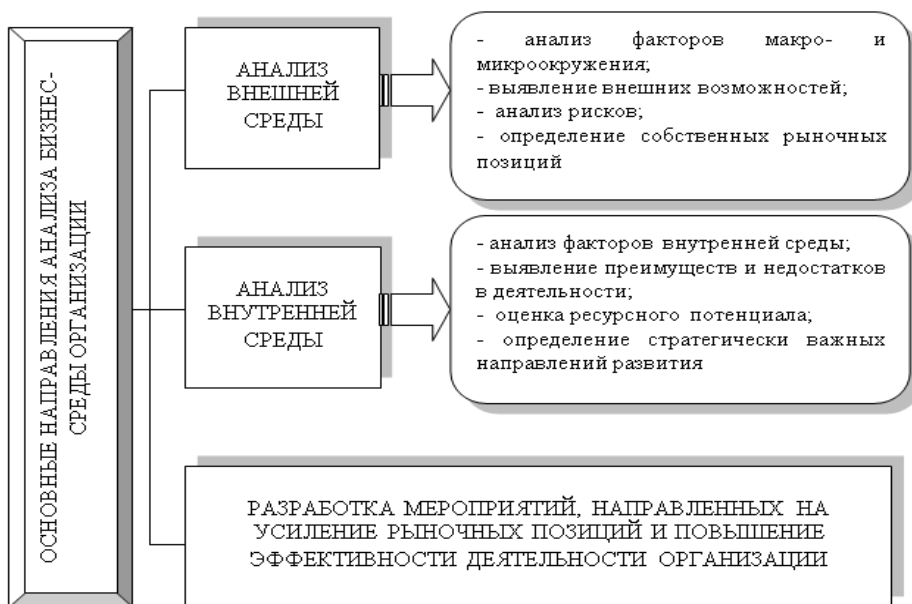 ОСНОВНЫЕ НАПРАВЛЕНИЯ АНАЛИЗА БИЗНЕС-
СРЕДЫ ОРГАНИЗАЦИИ
АНАЛИЗ
ВНЕШНЕЙ
СРЕДЫ
- анализ факторов макро- и
микроокружения;
- выявление внешних возможностей;
- анализ рисков;
- определение собственных рыночных
позиций
АНАЛИЗ
ВНУТРЕННЕЙ
СРЕДЫ
- анализ факторов внутренней среды;
- выявление преимуществ и недостатков
в деятельности;
- оценка ресурсного потенциала;
- определение стратегически важных
направлений развития
РАЗРАБОТКА МЕРОПРИЯТИЙ, НАПРАВЛЕННЫХ НА
УСИЛЕНИЕ РЫНОЧНЫХ ПОЗИЦИЙ И ПОВЫШЕНИЕ
ЭФФЕКТИВНОСТИ ДЕЯТЕЛЬНОСТИ ОРГАНИЗАЦИИ